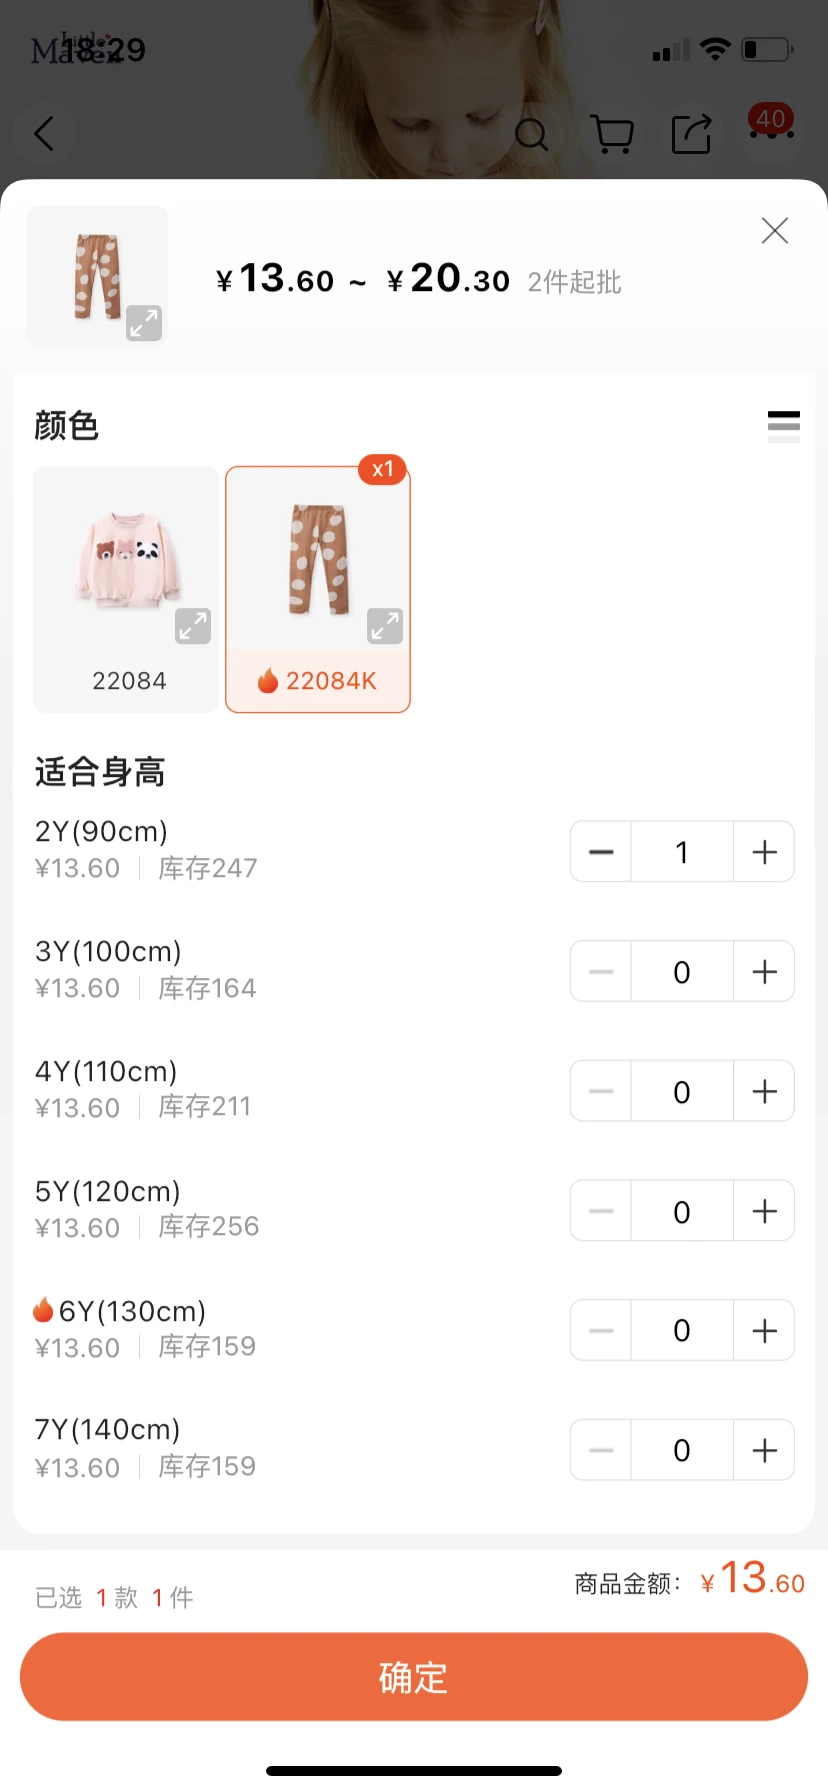 Little
Maven
18:29
40
¥13.60 ~ ¥20.30 2件起批
颜色
x1
22084
22084K
适合身高
2Y(90cm)
¥13.60 库存247
1
3Y(100cm)
¥13.60 库存164
0
4Y(110cm)
¥13.60 库存211
0
5Y(120cm)
¥13.60 库存256
0
6Y(130cm)
¥13.60 库存159
0
7Y(140cm)
¥13.60 库存159
0
已选 1 款 1 件
商品金额: ¥13.60
确定